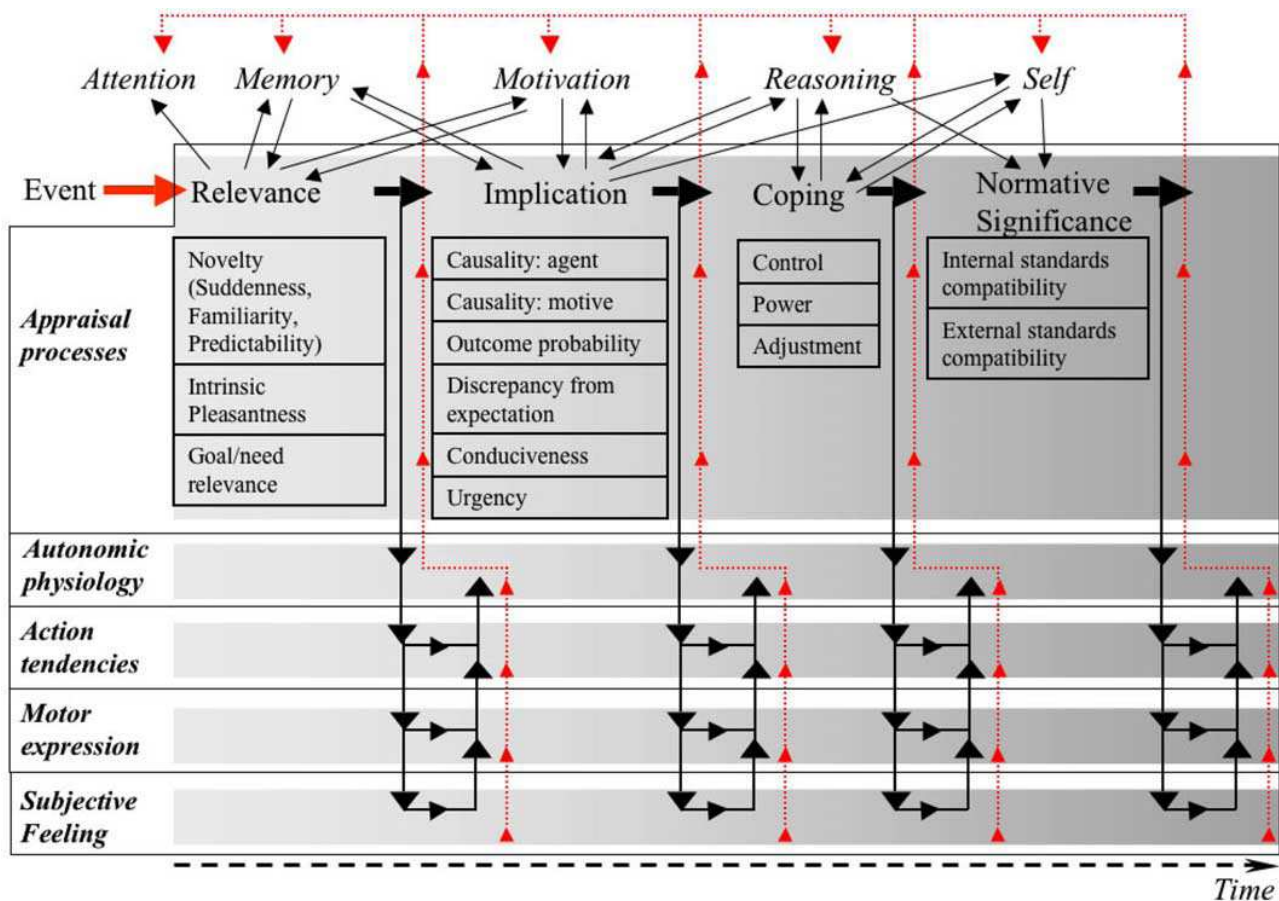 Attention Memory Motivation Reasoning Self
Event Relevance Implication Coping Normative
Significance
Appraisal
processes
Novelty
(Suddenness,
Familiarity,
Predictability)
Intrinsic
Pleasantness
Goal/need
relevance
Causality: agent
Causality: motive
Outcome probability
Discrepancy from
expectation
Conduciveness
Urgency
Control
Power
Adjustment
Internal standards
compatibility
External standards
compatibility
Autonomic
physiology
Action
tendencies
Motor
expression
Subjective
Feeling
Time